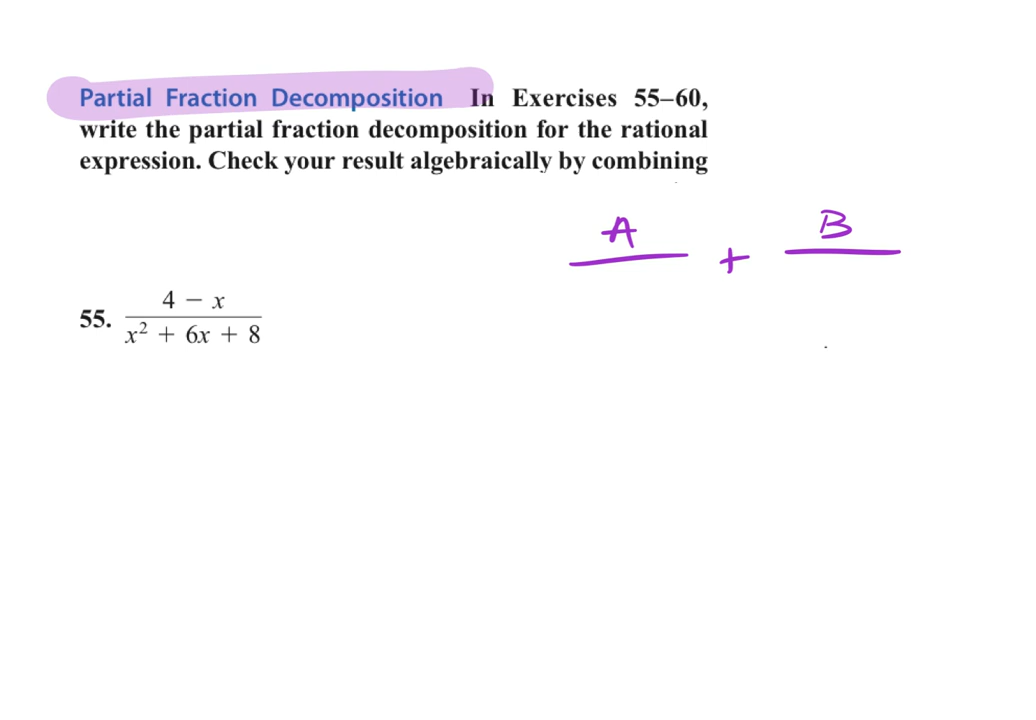 Partial Fraction Decomposition In Exercises 55–60,
write the partial fraction decomposition for the rational
expression. Check your result algebraically by combining
A + B
55. 4 − x
x² + 6x + 8